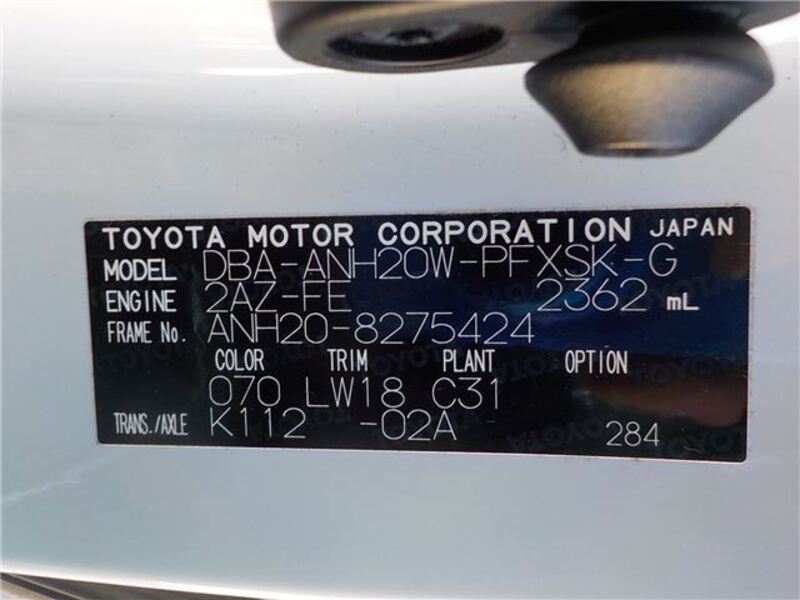 TOYOTA MOTOR CORPORATION JAPAN
MODEL DBA-ANH20W-PFXSK-G
ENGINE 2AZ-FE 2362 mL
FRAME No. ANH20-8275424
COLOR TRIM PLANT OPTION
070 LW18 C31
TRANS./AXLE K112 -02A 284